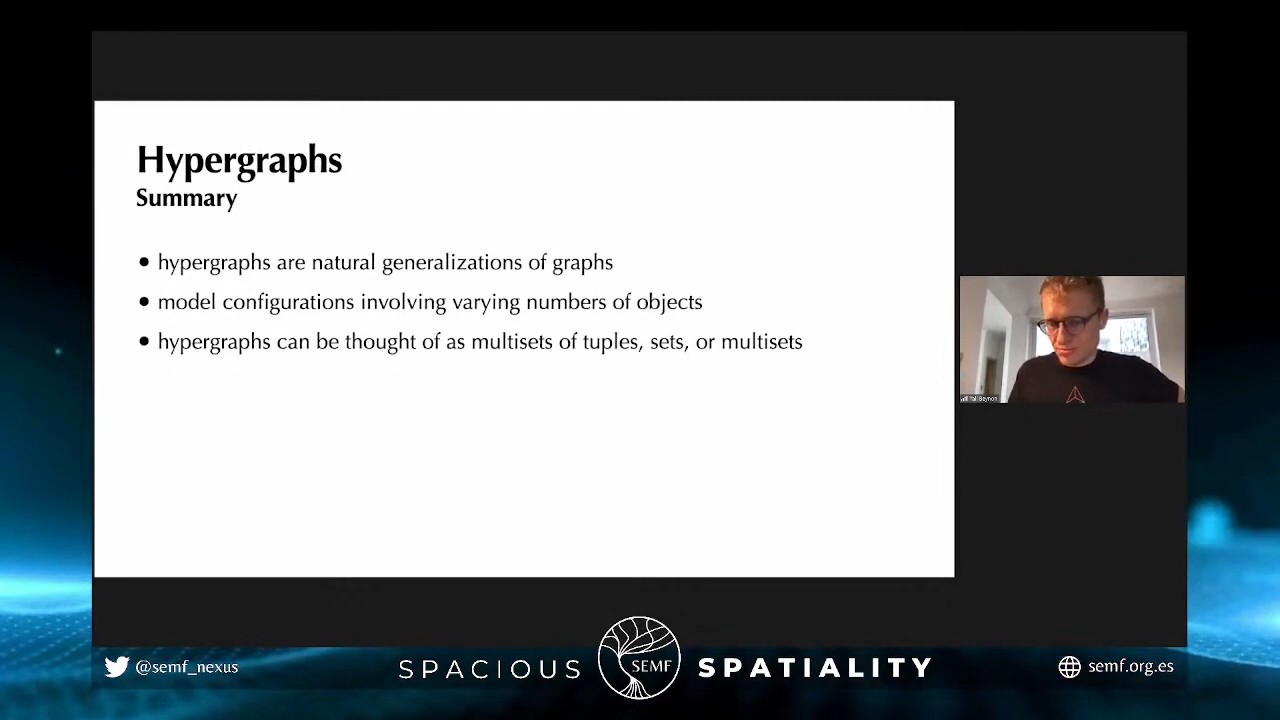 Hypergraphs
Summary
• hypergraphs are natural generalizations of graphs
• model configurations involving varying numbers of objects
• hypergraphs can be thought of as multisets of tuples, sets, or multisets
@semf_nexus
SPACIOUS
SEMF
SPATIALITY
semf.org.es